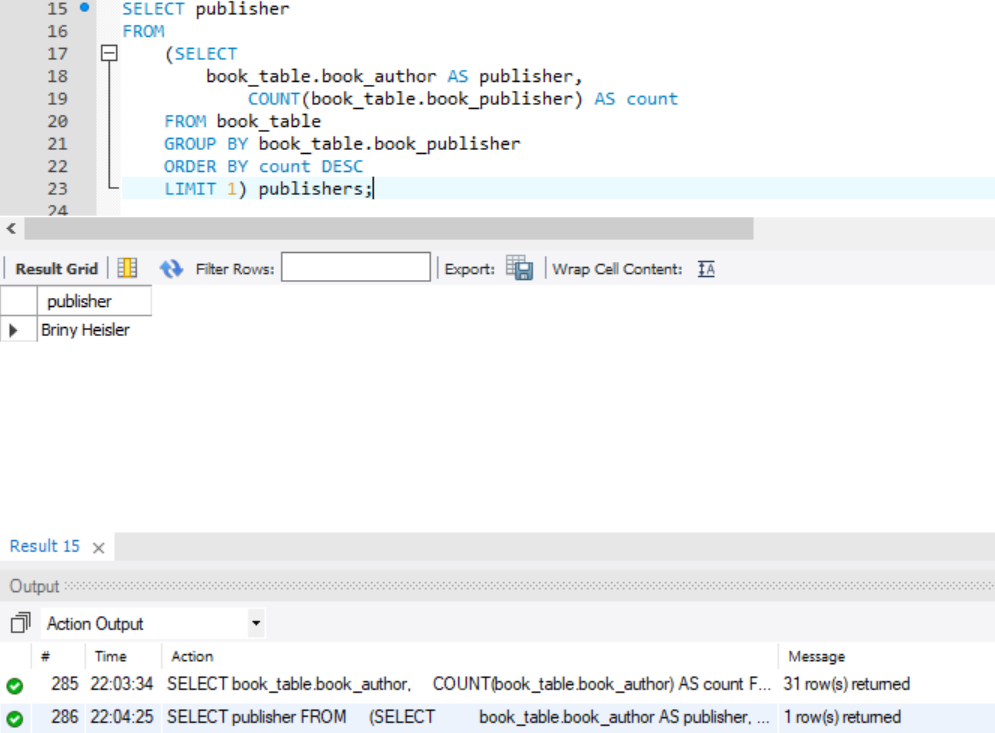 15 SELECT publisher
16 FROM
17 (SELECT
18 book_table.book_author AS publisher,
19 COUNT(book_table.book_publisher) AS count
20 FROM book_table
21 GROUP BY book_table.book_publisher
22 ORDER BY count DESC
23 LIMIT 1) publishers;
24
Result Grid Filter Rows: Export: Wrap Cell Content: IA
publisher
Briny Heisler
Result 15
Output
Action Output
# Time Action Message
285 22:03:34 SELECT book_table.book_author, COUNT(book_table.book_author) AS count F... 31 row(s) returned
286 22:04:25 SELECT publisher FROM (SELECT book_table.book_author AS publisher, ... 1 row(s) returned